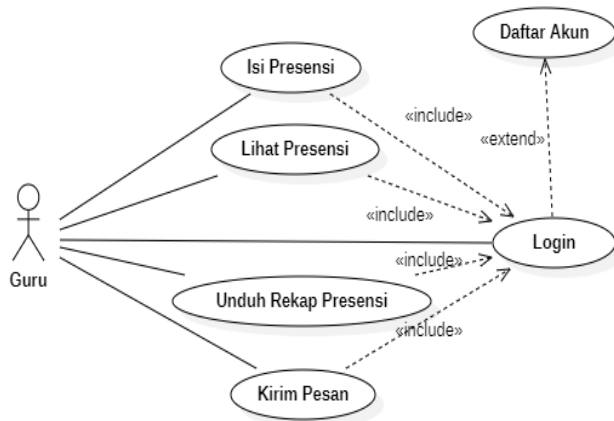 Daftar Akun
Isi Presensi
«include»
«extend»
Lihat Presensi
«include»
Login
Guru
«include»
Unduh Rekap Presensi
«include»
Kirim Pesan